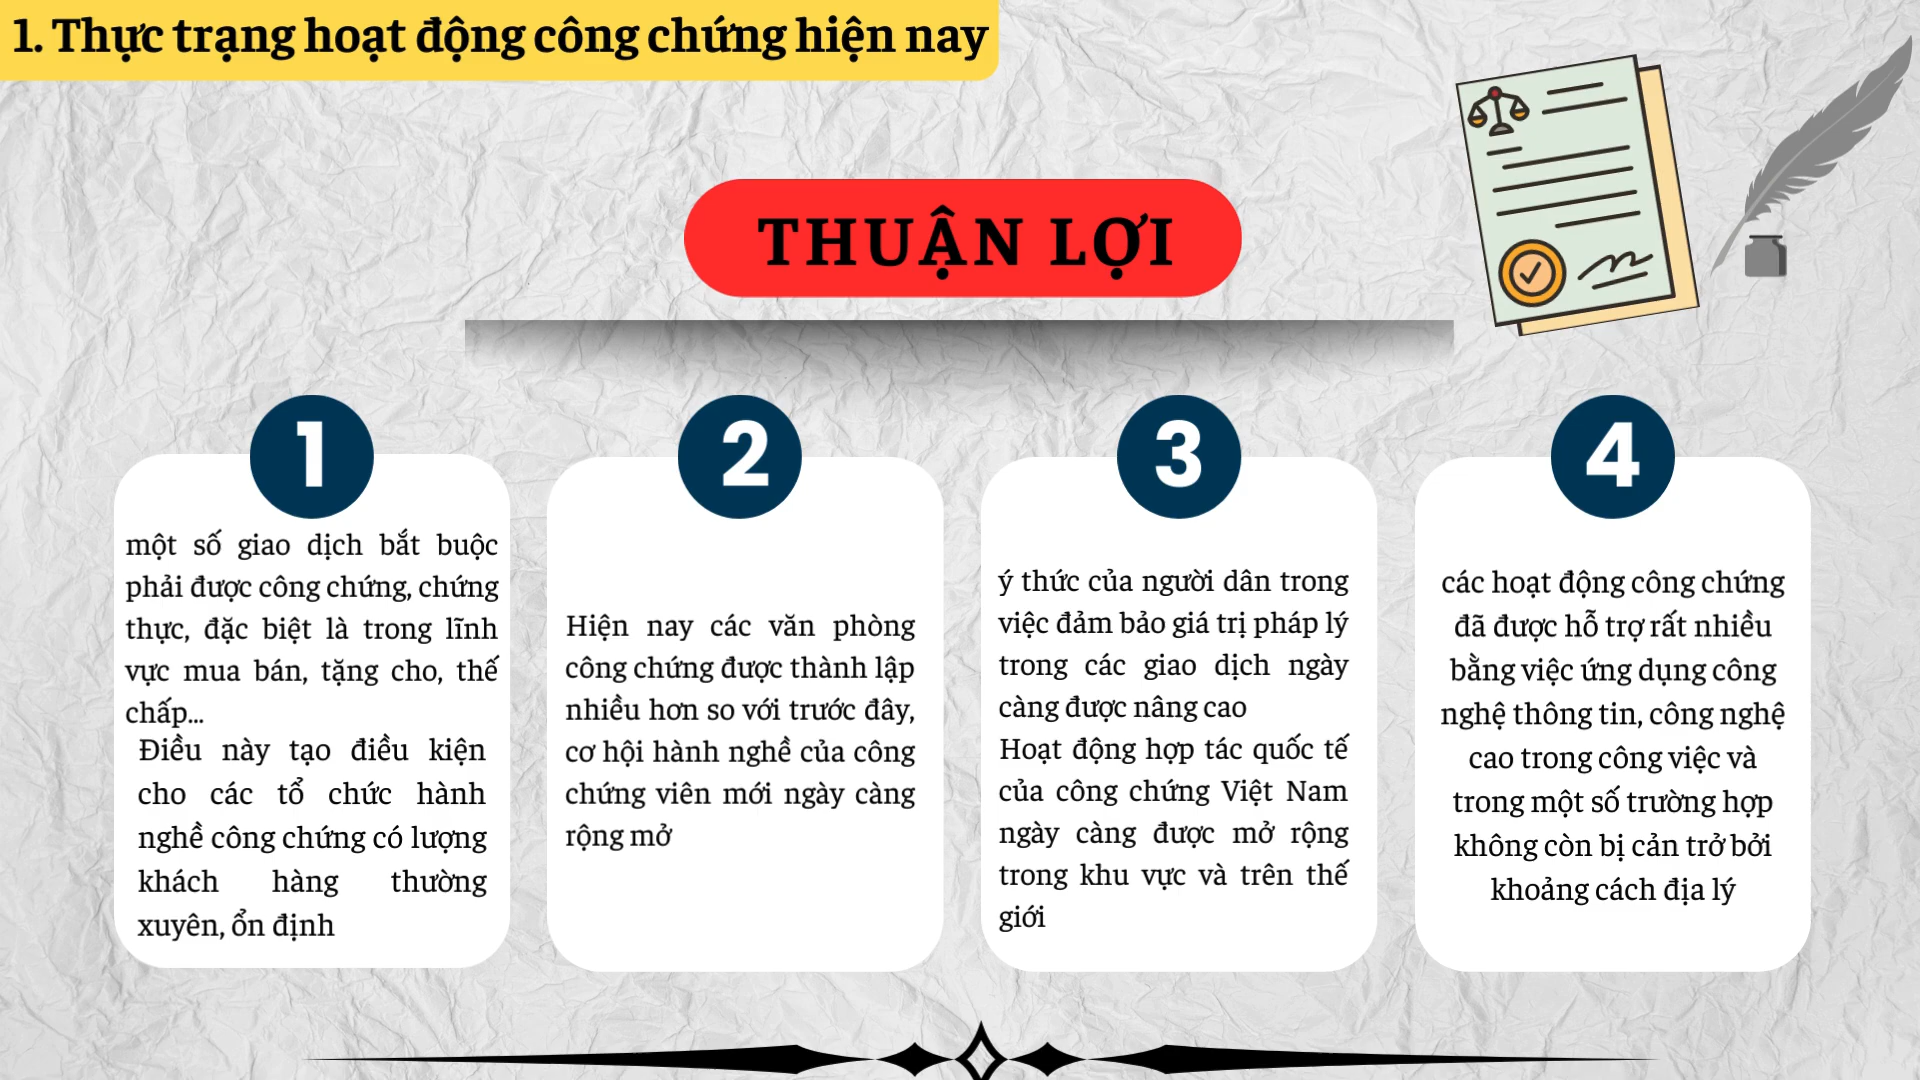 1. Thực trạng hoạt động công chứng hiện nay
THUẬN LỢI
1
một số giao dịch bắt buộc
phải được công chứng, chứng
thực, đặc biệt là trong lĩnh
vực mua bán, tặng cho, thế
chấp...
Điều này tạo điều kiện
cho các tổ chức hành
nghề công chứng có lượng
khách hàng thường
xuyên, ổn định
2
Hiện nay các văn phòng
công chứng được thành lập
nhiều hơn so với trước đây,
cơ hội hành nghề của công
chứng viên mới ngày càng
rộng mở
3
ý thức của người dân trong
việc đảm bảo giá trị pháp lý
trong các giao dịch ngày
càng được nâng cao
Hoạt động hợp tác quốc tế
của công chứng Việt Nam
ngày càng được mở rộng
trong khu vực và trên thế
giới
4
các hoạt động công chứng
đã được hỗ trợ rất nhiều
bằng việc ứng dụng công
nghệ thông tin, công nghệ
cao trong công việc và
trong một số trường hợp
không còn bị cản trở bởi
khoảng cách địa lý